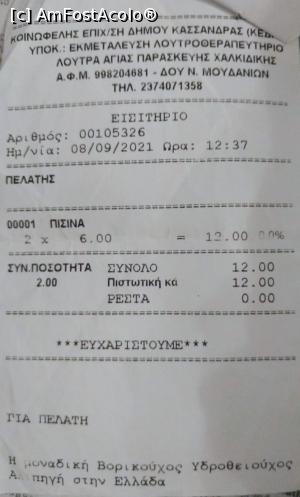 [c] AmFostAcolo®
ΚΟΙΝΩΦΕΛΗΣ ΕΠΙΧ/ΣΗ ΔΗΜΟΥ ΚΑΣΣΑΝΔΡΑΣ
ΥΠΟΚ.: ΕΚΜΕΤΑΛΕΥΣΗ ΛΟΥΤΡΟΘΕΡΑΠΕΥΤΗΡΙΟ
ΛΟΥΤΡΑ ΑΓΙΑΣ ΠΑΡΑΣΚΕΥΗΣ ΧΑΛΚΙΔΙΚΗΣ
Α.Φ.Μ. 998204681 - ΔΟΥ Ν. ΜΟΥΔΑΝΙΩΝ
ΤΗΛ. 2374071358
ΕΙΣΙΤΗΡΙΟ
Αριθμός: 00105326
Ημ/νία: 08/09/2021 Ώρα: 12:37
ΠΕΛΑΤΗΣ
00001 ΠΙΣΙΝΑ
2 x 6.00 = 12.00
ΣΥΝ.ΠΟΣΟΤΗΤΑ ΣΥΝΟΛΟ 12.00
2.00 Πιστωτική κά 12.00
ΡΕΣΤΑ 0.00
***ΕΥΧΑΡΙΣΤΟΥΜΕ***
ΓΙΑ ΠΕΛΑΤΗ
Η μοναδική Βορικούχος Υδροθειούχος
στην Ελλάδα